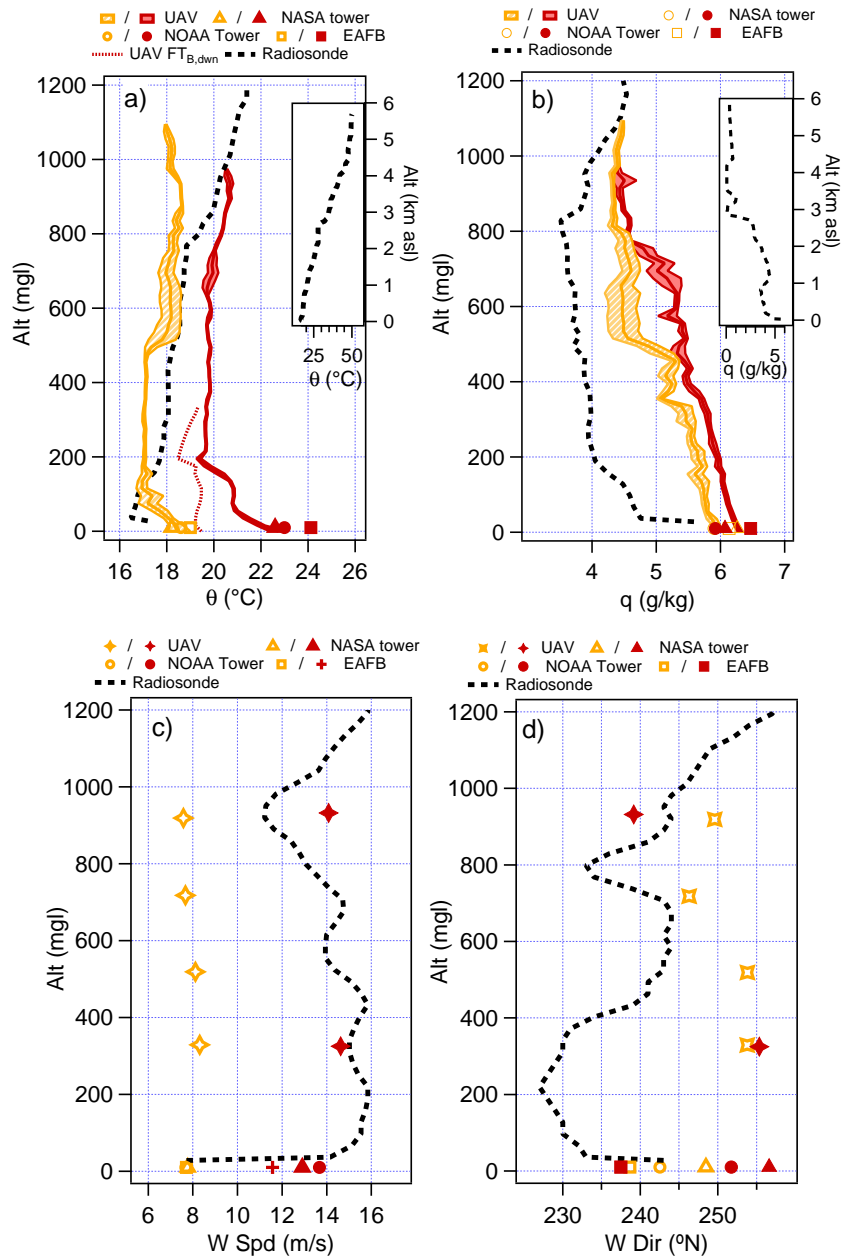 / UAV / NASA tower
/ NOAA Tower / EAFB
UAV FTB,dwn Radiosonde
a)
1200
1000
800
600
400
200
0
Alt (mgl)
16 18 20 22 24 26
θ (°C)
6
5
4
3
2
1
0
Alt (km asl)
25 50
θ (°C)
/ UAV / NASA tower
/ NOAA Tower / EAFB
Radiosonde
b)
1200
1000
800
600
400
200
0
Alt (mgl)
4 5 6 7
q (g/kg)
6
5
4
3
2
1
0
Alt (km asl)
0 5
q (g/kg)
/ UAV / NASA tower
/ NOAA Tower / EAFB
Radiosonde
c)
1200
1000
800
600
400
200
0
Alt (mgl)
6 8 10 12 14 16
W Spd (m/s)
/ UAV / NASA tower
/ NOAA Tower / EAFB
Radiosonde
d)
1200
1000
800
600
400
200
0
Alt (mgl)
230 240 250
W Dir (ºN)